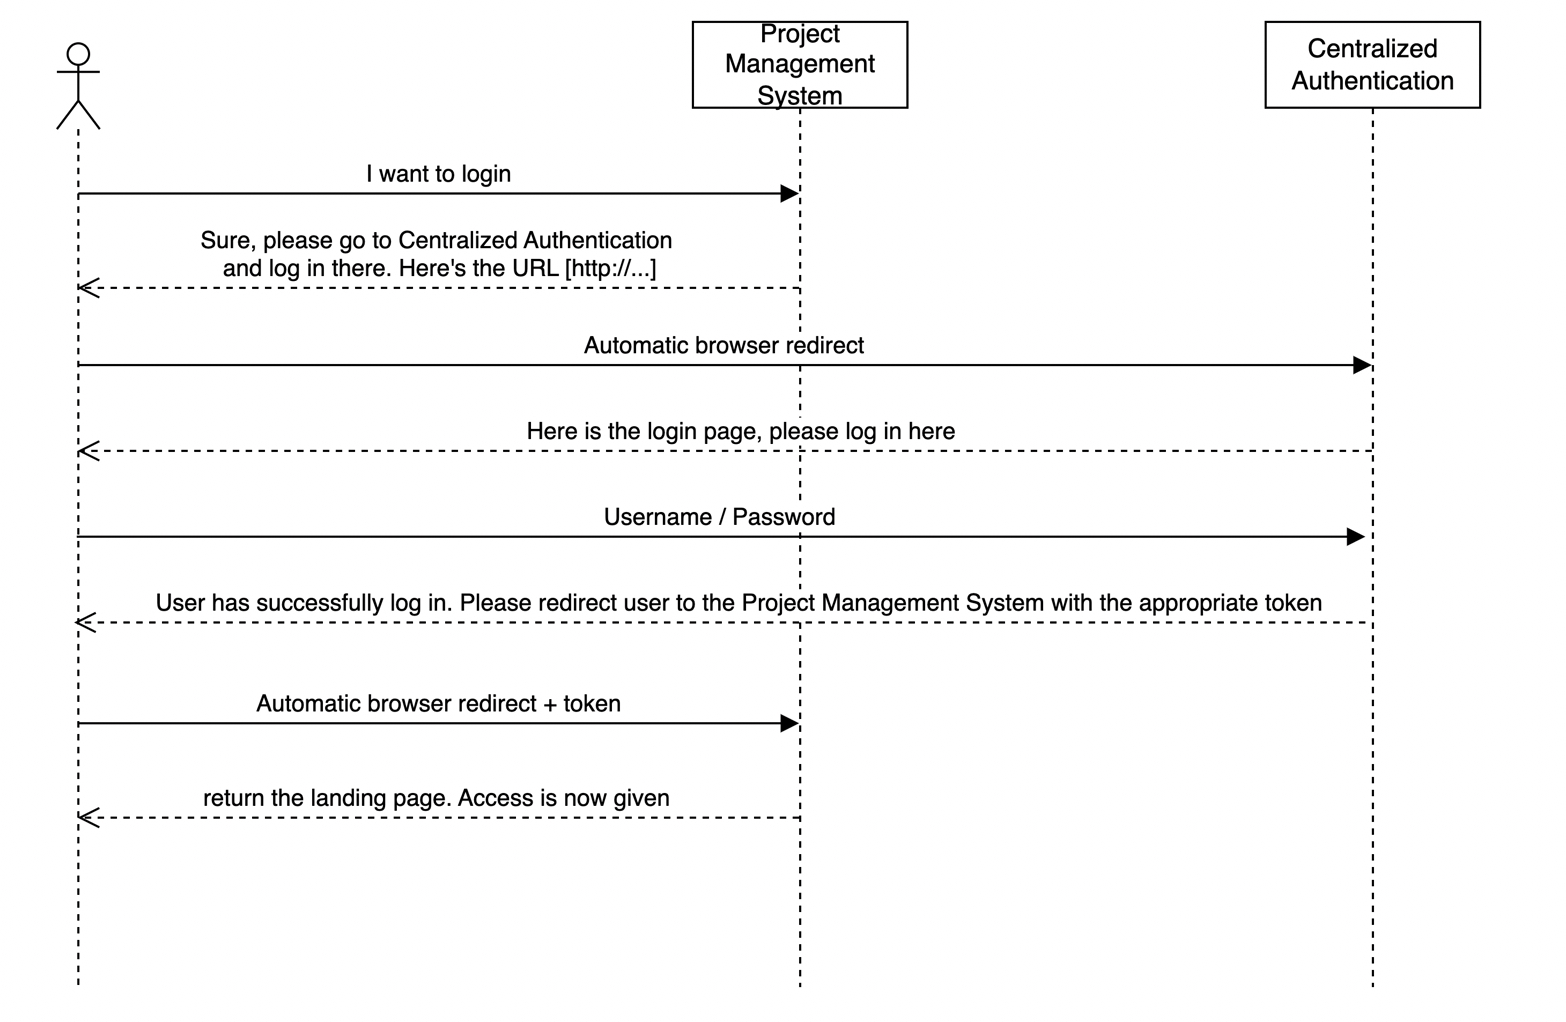 Project
Management
System
Centralized
Authentication
I want to login
Sure, please go to Centralized Authentication
and log in there. Here's the URL [http://...]
Automatic browser redirect
Here is the login page, please log in here
Username / Password
User has successfully log in. Please redirect user to the Project Management System with the appropriate token
Automatic browser redirect + token
return the landing page. Access is now given